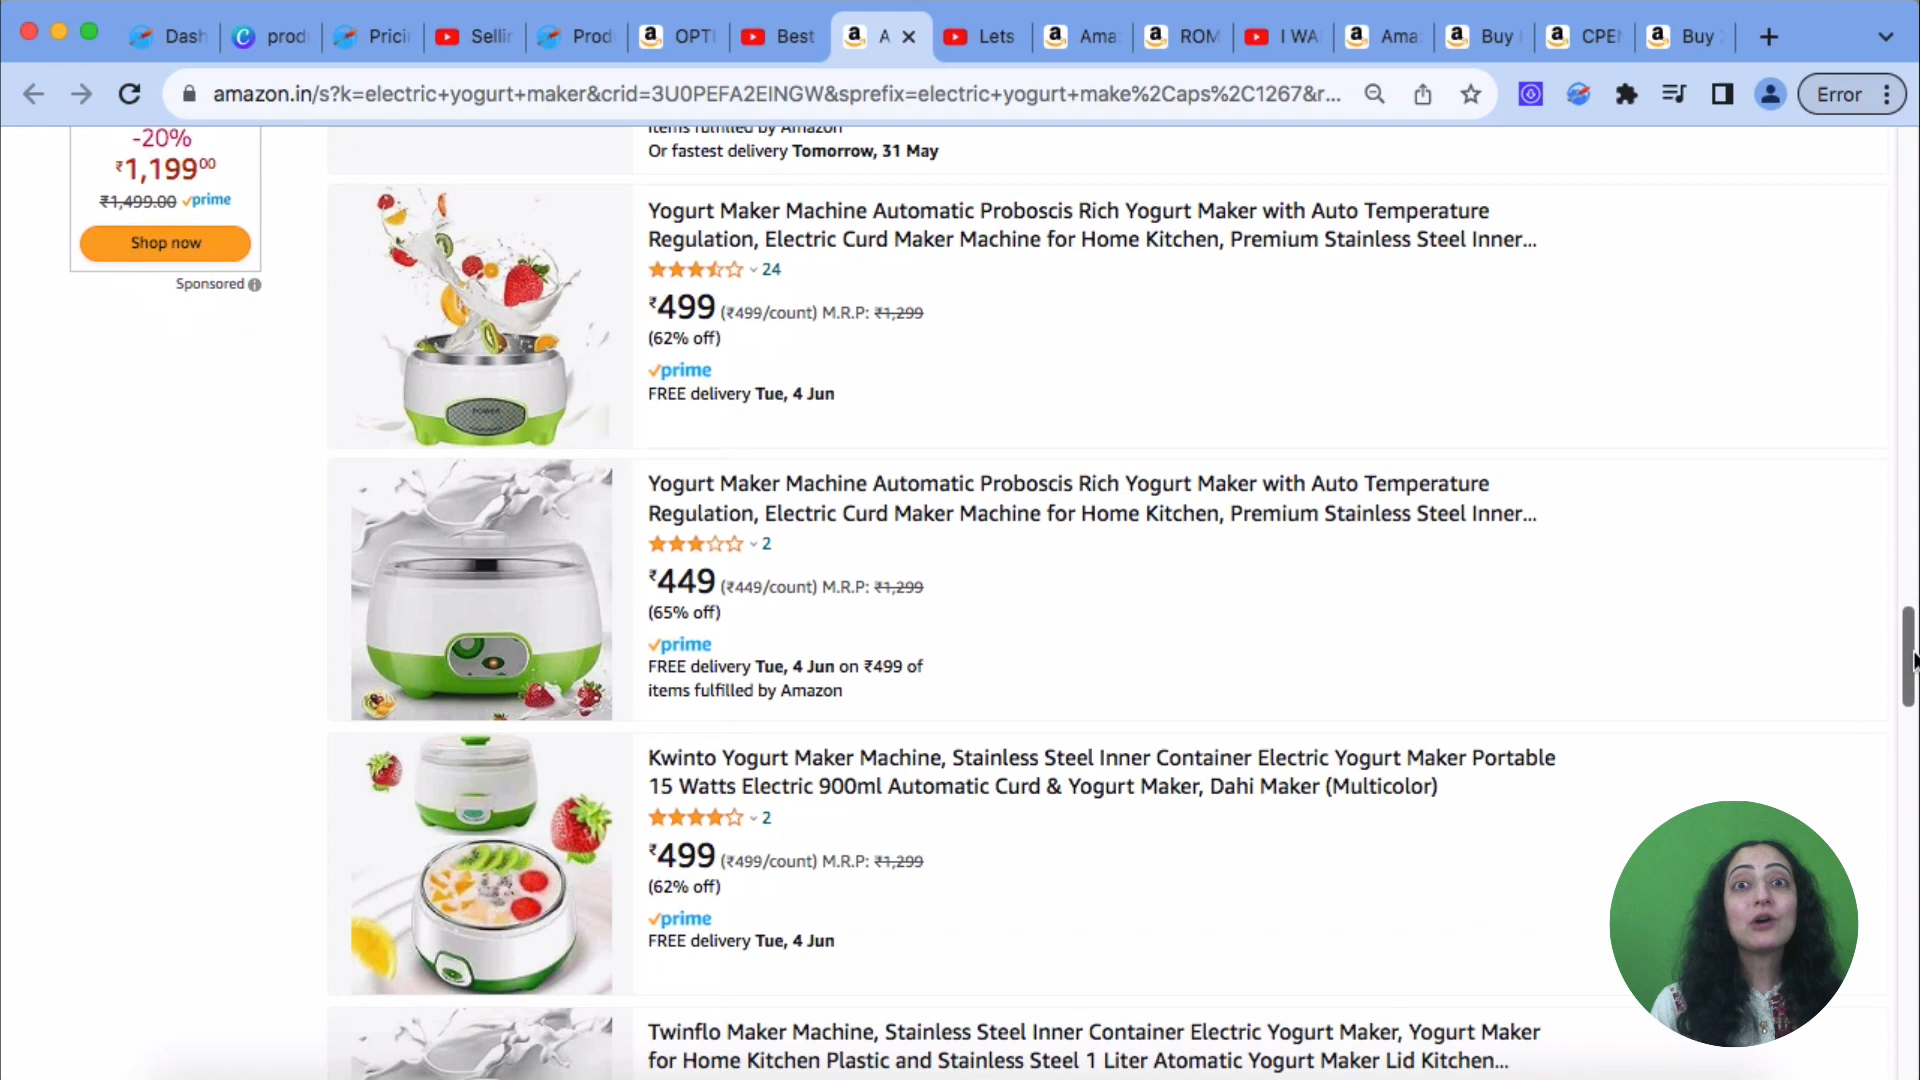 Dash
prod
Prici
Sellin
Prod
OPTI
Best
A
Lets
Ama
ROM
I WA
Ama
Buy
CPEN
Buy
amazon.in/s?k=electric+yogurt+maker&crid=3U0PEFA2EINGW&sprefix=electric+yogurt+make%2Caps%2C1267&r...
Error
-20%
₹1,199⁰⁰
₹1,499.00 prime
Shop now
Sponsored
items fulfilled by Amazon
Or fastest delivery Tomorrow, 31 May
Yogurt Maker Machine Automatic Proboscis Rich Yogurt Maker with Auto Temperature
Regulation, Electric Curd Maker Machine for Home Kitchen, Premium Stainless Steel Inner...
24
₹499 (₹499/count) M.R.P: ₹1,299
(62% off)
prime
FREE delivery Tue, 4 Jun
POWER
Yogurt Maker Machine Automatic Proboscis Rich Yogurt Maker with Auto Temperature
Regulation, Electric Curd Maker Machine for Home Kitchen, Premium Stainless Steel Inner...
2
₹449 (₹449/count) M.R.P: ₹1,299
(65% off)
prime
FREE delivery Tue, 4 Jun on ₹499 of
items fulfilled by Amazon
Kwinto Yogurt Maker Machine, Stainless Steel Inner Container Electric Yogurt Maker Portable
15 Watts Electric 900ml Automatic Curd & Yogurt Maker, Dahi Maker (Multicolor)
2
₹499 (₹499/count) M.R.P: ₹1,299
(62% off)
prime
FREE delivery Tue, 4 Jun
Twinflo Maker Machine, Stainless Steel Inner Container Electric Yogurt Maker, Yogurt Maker
for Home Kitchen Plastic and Stainless Steel 1 Liter Atomatic Yogurt Maker Lid Kitchen...